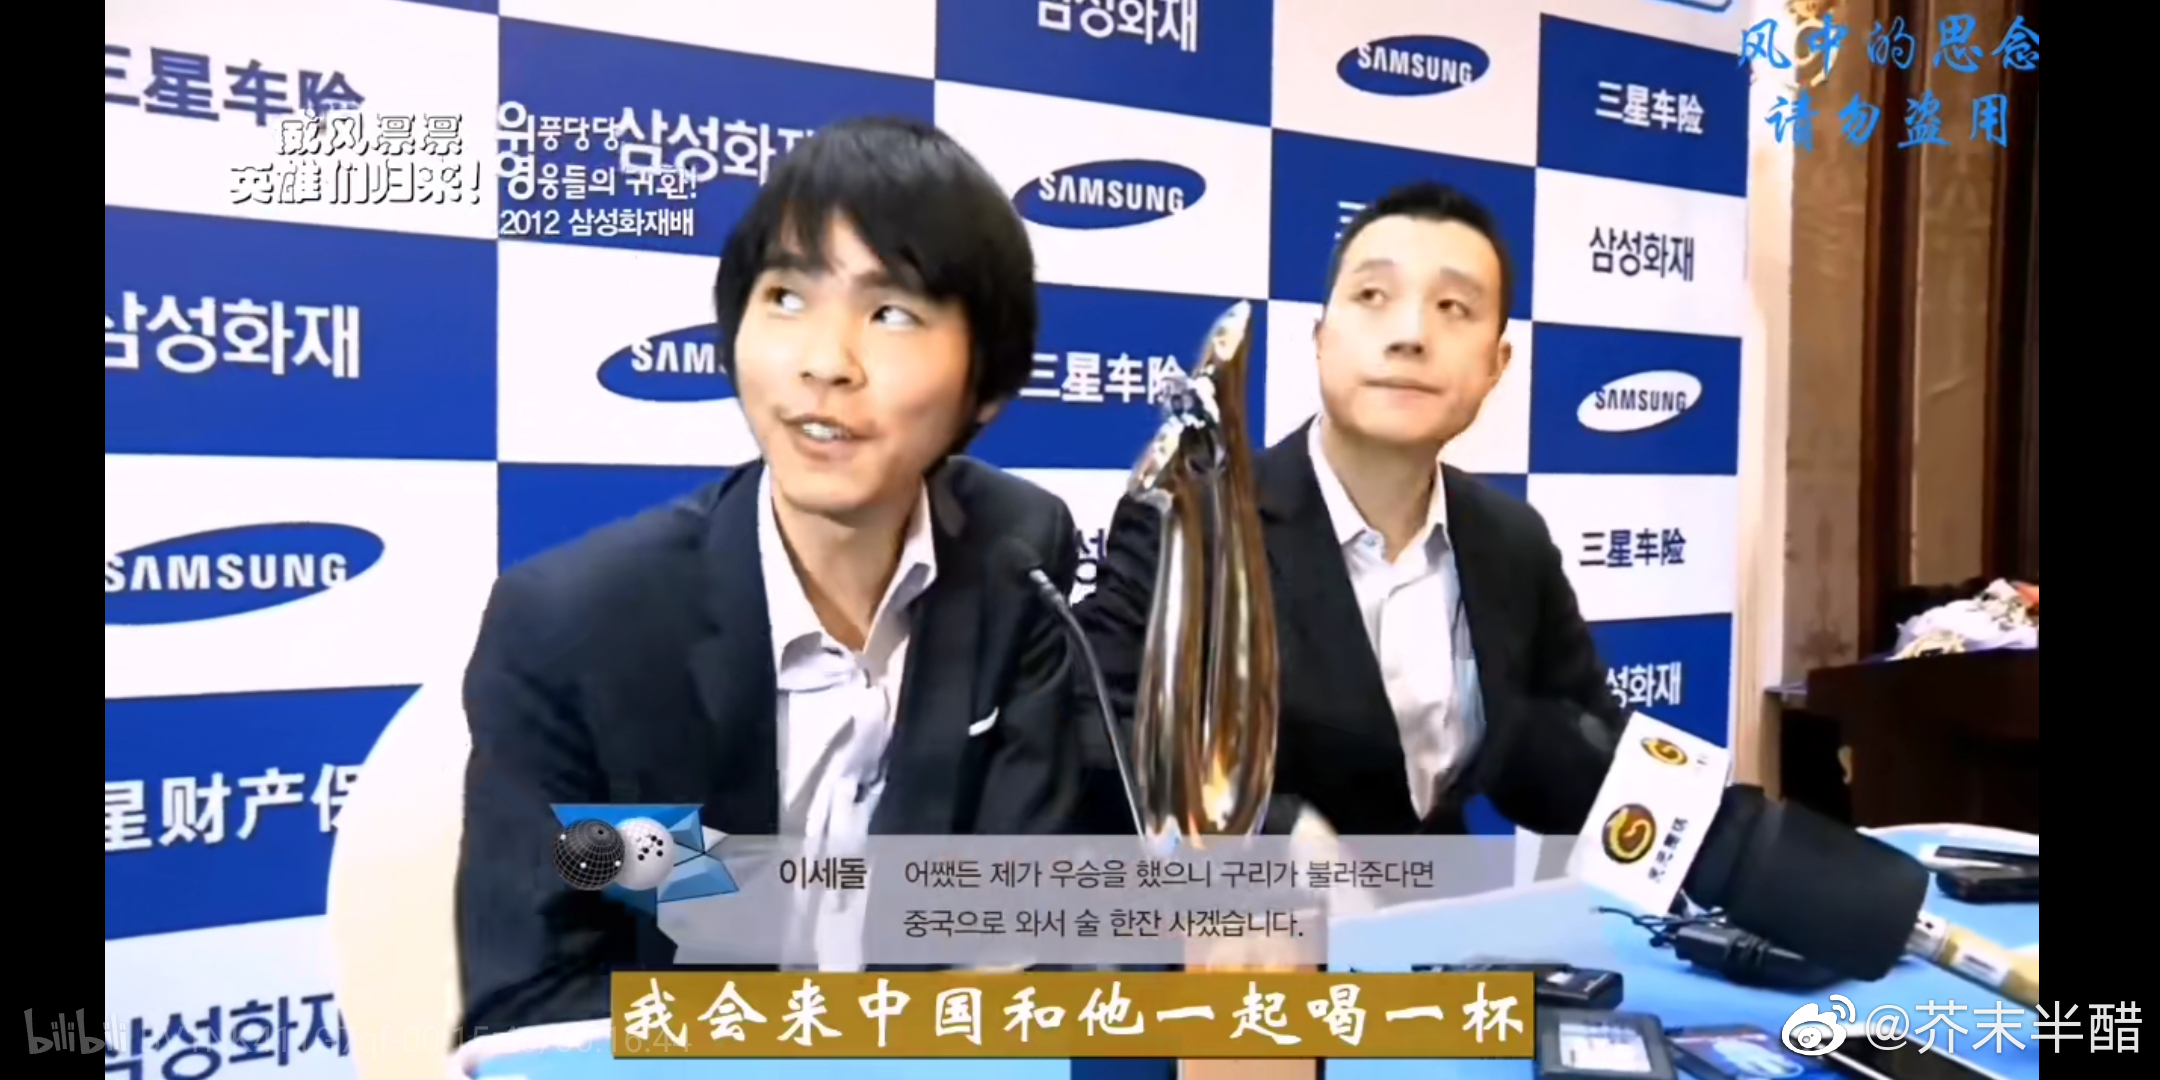 风中的思念
请勿盗用
威风凛凛
英雄们归来!
위풍당당
영웅들의 귀환!
2012 삼성화재배
三星车险
삼성화재
삼성화재
SAMSUNG
三星车险
SAMSUNG
삼성화재
삼성화재
三星车险
SAMSUNG
SAMSUNG
三星车险
성화재
星财产保
삼성화재
이세돌 어쨌든 제가 우승을 했으니 구리가 불러준다면
중국으로 와서 술 한잔 사겠습니다.
我会来中国和他一起喝一杯
bilibili
@芥末半醋